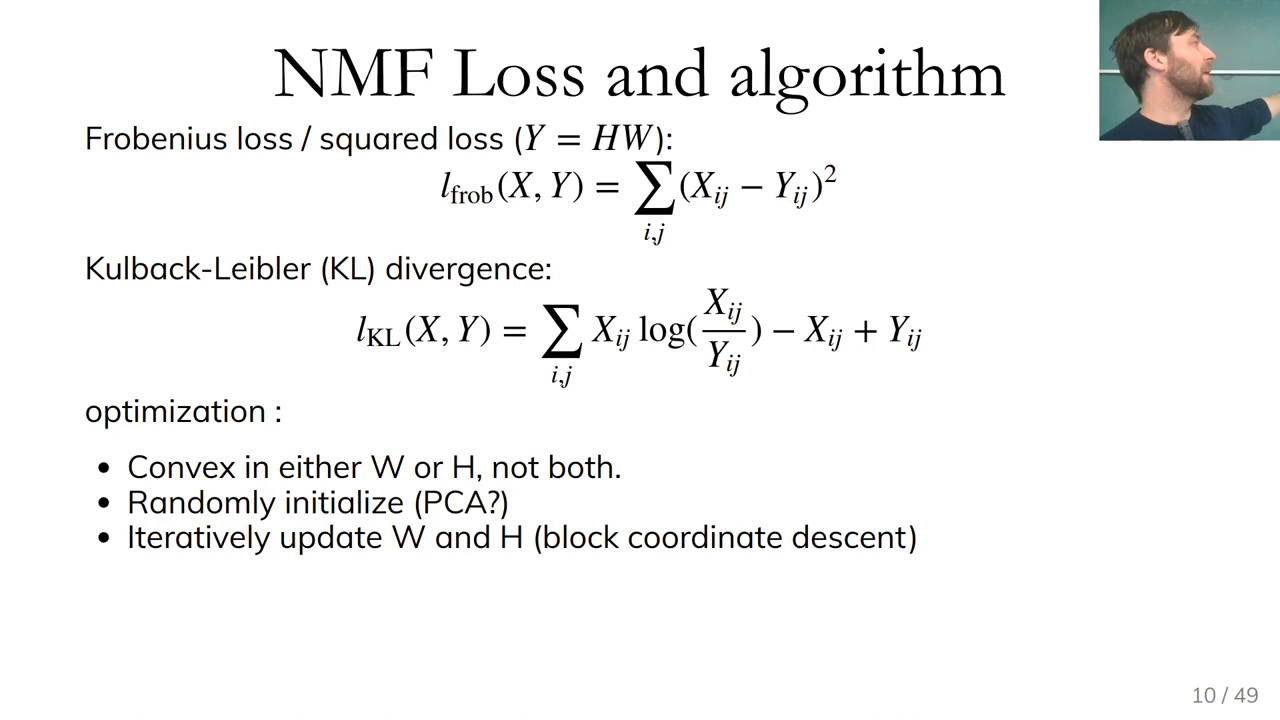 NMF Loss and algorithm
Frobenius loss / squared loss (Y = HW):
l_frob(X, Y) = ∑_{i,j} (X_ij − Y_ij)²
Kulback-Leibler (KL) divergence:
l_KL(X, Y) = ∑_{i,j} X_ij log(X_ij / Y_ij) − X_ij + Y_ij
optimization :
• Convex in either W or H, not both.
• Randomly initialize (PCA?)
• Iteratively update W and H (block coordinate descent)
10 / 49